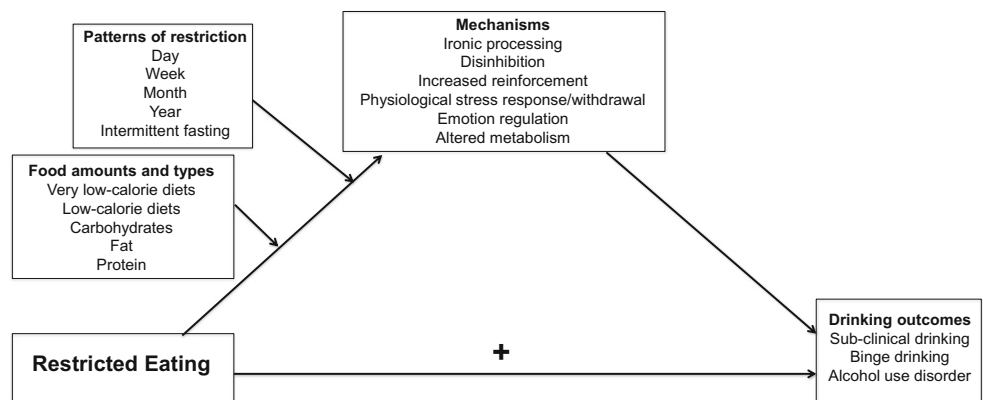 Patterns of restriction
Day
Week
Month
Year
Intermittent fasting
Mechanisms
Ironic processing
Disinhibition
Increased reinforcement
Physiological stress response/withdrawal
Emotion regulation
Altered metabolism
Food amounts and types
Very low-calorie diets
Low-calorie diets
Carbohydrates
Fat
Protein
Restricted Eating
+
Drinking outcomes
Sub-clinical drinking
Binge drinking
Alcohol use disorder